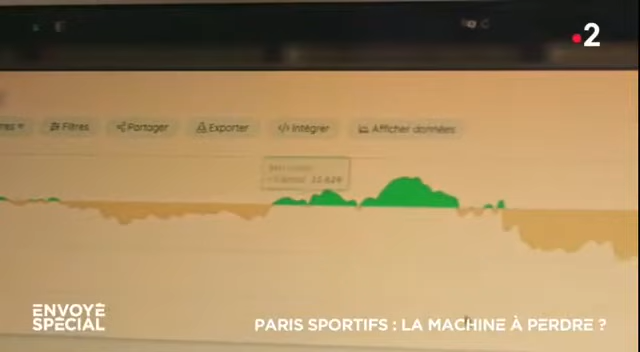 2
Filtres
Partager
Exporter
</> Intégrer
Afficher données
ENVOYÉ
SPÉCIAL
PARIS SPORTIFS : LA MACHINE À PERDRE ?